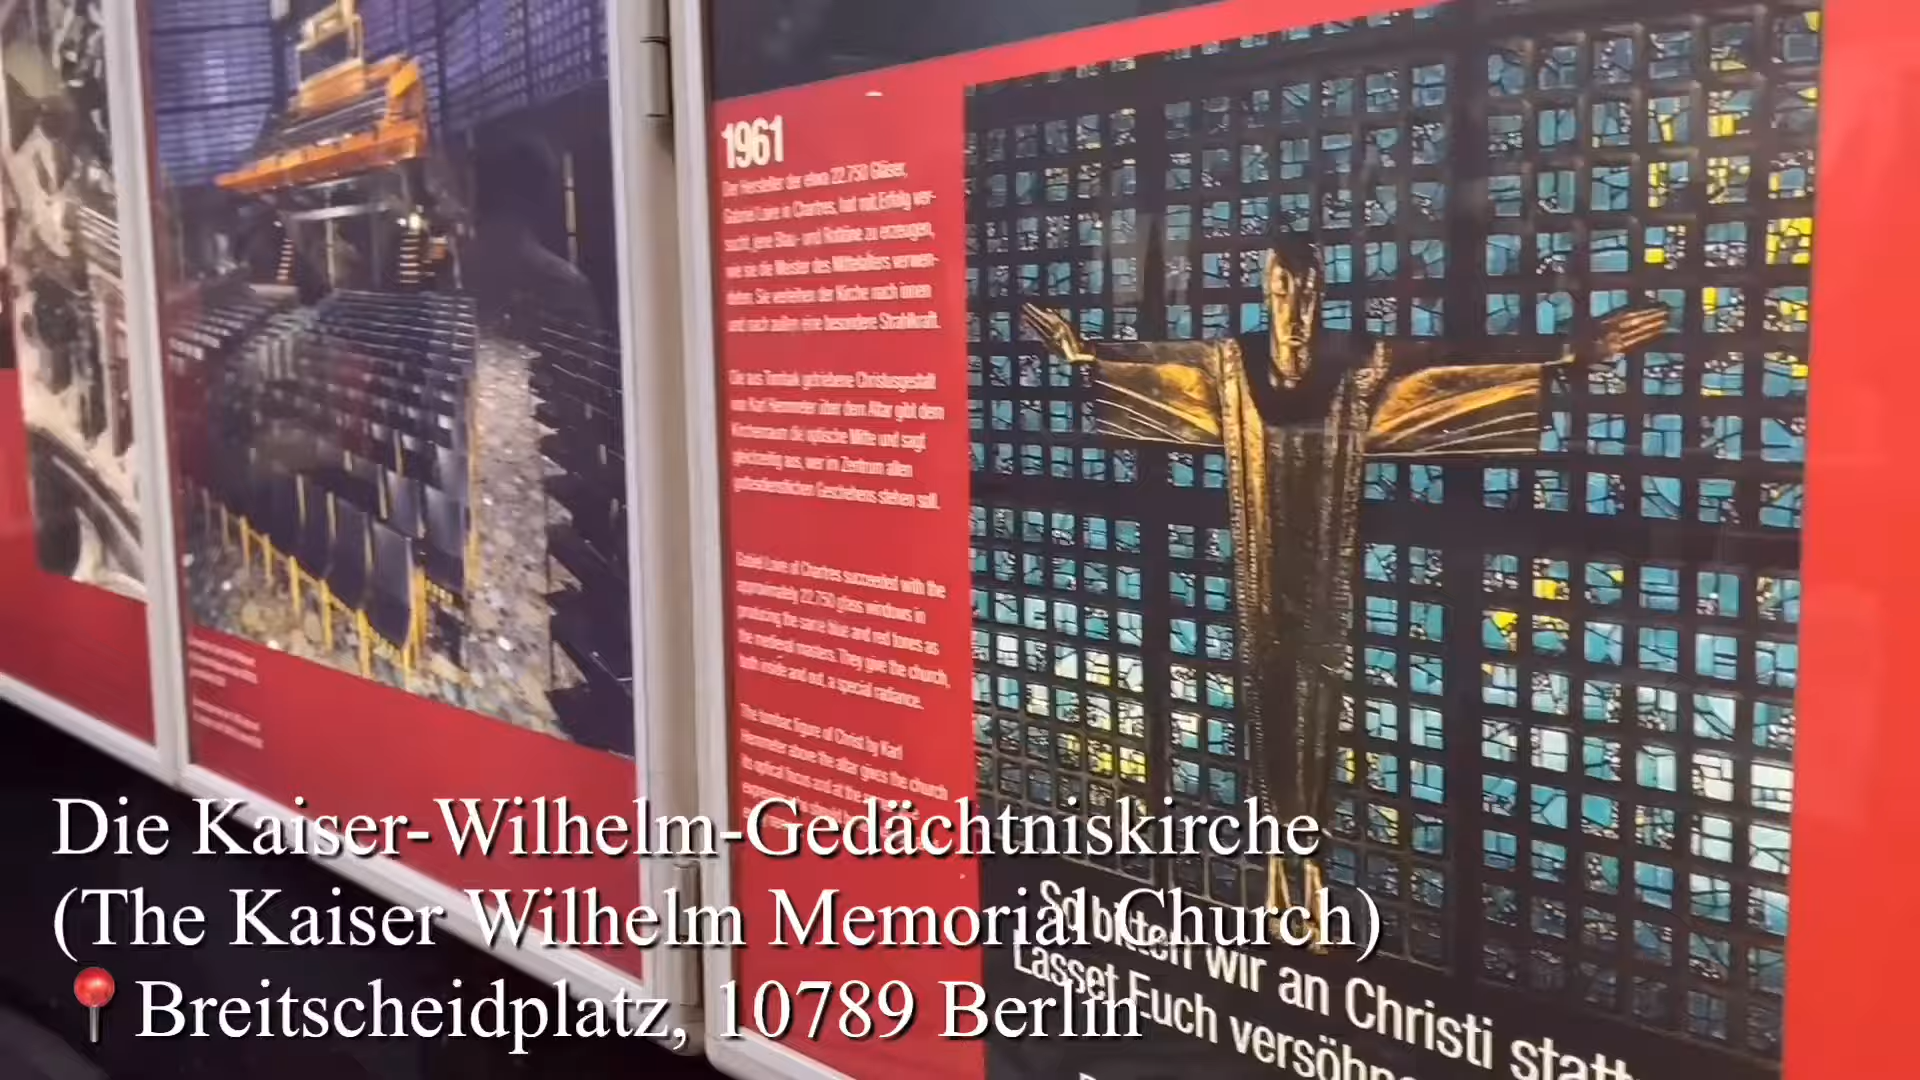 1961
Der Hersteller der etwa 22.750 Gläser,
Gabriel Loire in Chartres, hat mit Erfolg ver-
sucht, jene Blau- und Rottöne zu erzeugen,
wie sie die Meister des Mittelalters verwen-
deten. Sie verleihen der Kirche nach innen
und nach außen eine besondere Strahlkraft.
Die aus Tombak getriebene Christusgestalt
von Karl Hemmeter über dem Altar gibt dem
Kirchenraum die optische Mitte und sagt
gleichzeitig aus, wer im Zentrum allen
gottesdienstlichen Geschehens stehen soll.
Gabriel Loire of Chartres succeeded with the
approximately 22.750 glass windows in
producing the same blue and red tones as
the medieval masters. They give the church,
both inside and out, a special radiance.
The tombac figure of Christ by Karl
Hemmeter above the altar gives the church
its optical focus and at the
So bitten wir an Christi statt
Lasset Euch versöhn
Die Kaiser-Wilhelm-Gedächtniskirche
(The Kaiser Wilhelm Memorial Church)
📍Breitscheidplatz, 10789 Berlin